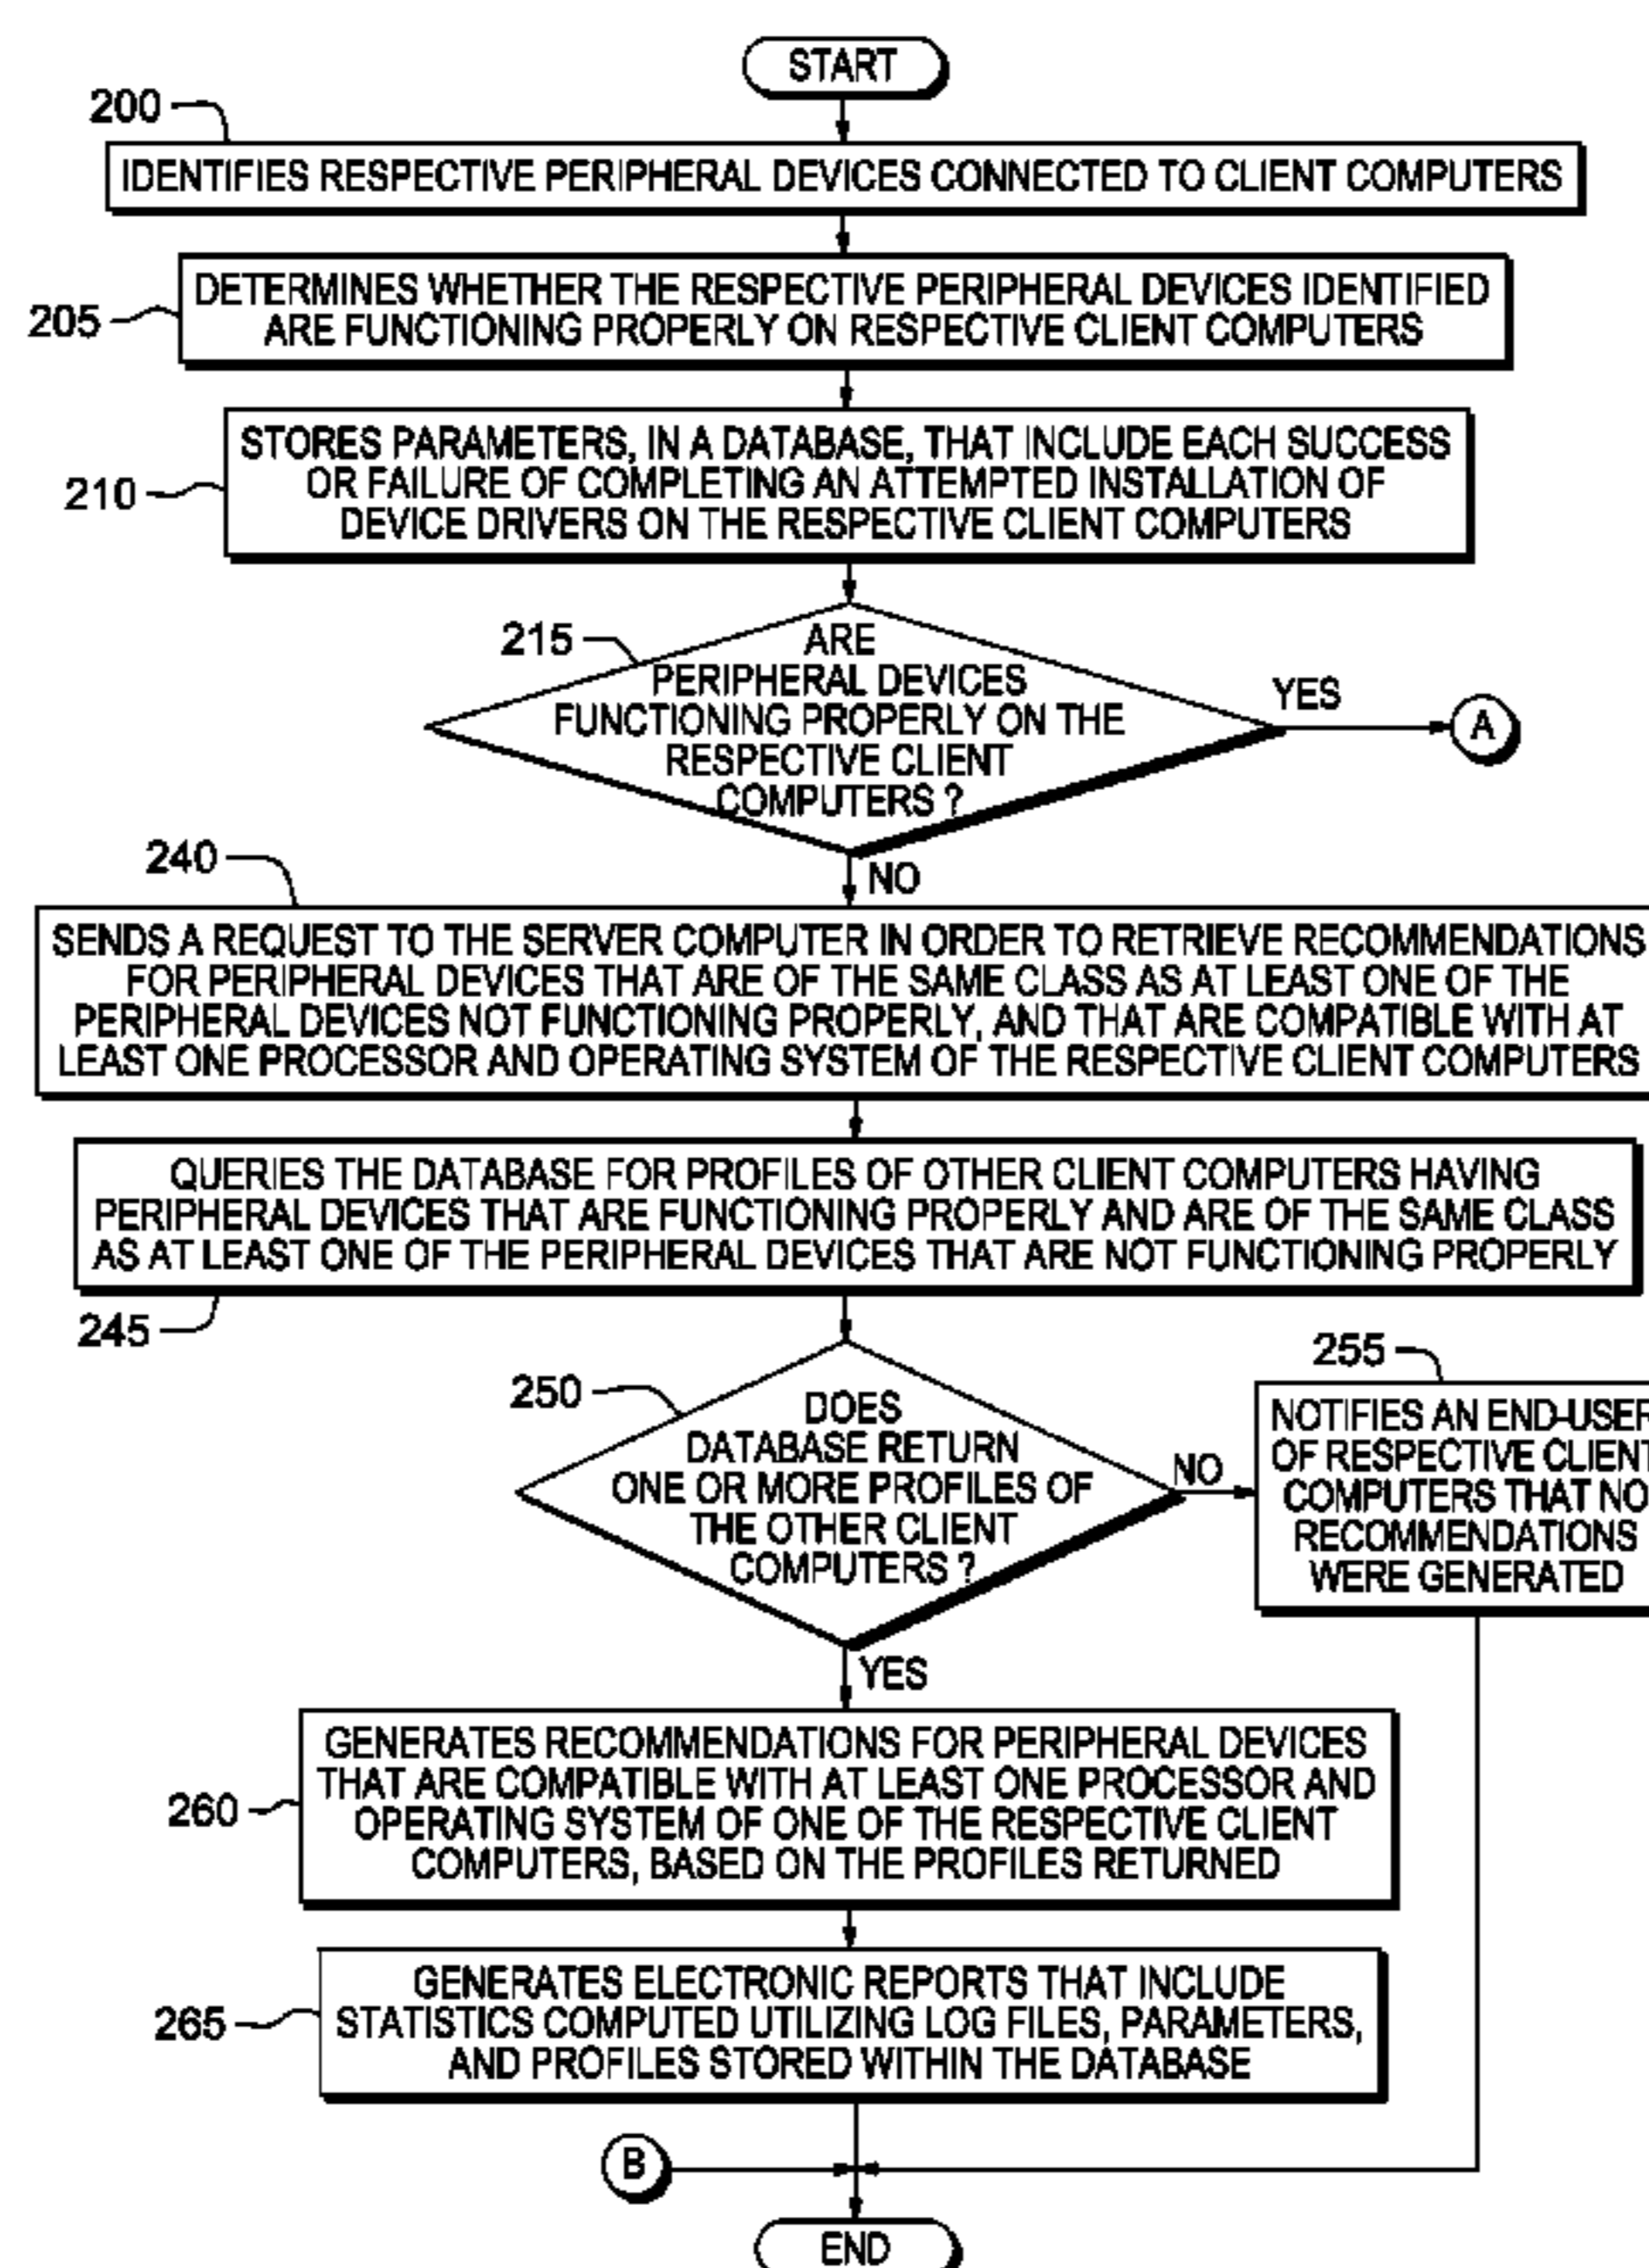 START
200
IDENTIFIES RESPECTIVE PERIPHERAL DEVICES CONNECTED TO CLIENT COMPUTERS
205
DETERMINES WHETHER THE RESPECTIVE PERIPHERAL DEVICES IDENTIFIED
ARE FUNCTIONING PROPERLY ON RESPECTIVE CLIENT COMPUTERS
210
STORES PARAMETERS, IN A DATABASE, THAT INCLUDE EACH SUCCESS
OR FAILURE OF COMPLETING AN ATTEMPTED INSTALLATION OF
DEVICE DRIVERS ON THE RESPECTIVE CLIENT COMPUTERS
215
ARE
PERIPHERAL DEVICES
FUNCTIONING PROPERLY ON THE
RESPECTIVE CLIENT
COMPUTERS ?
YES
A
NO
240
SENDS A REQUEST TO THE SERVER COMPUTER IN ORDER TO RETRIEVE RECOMMENDATIONS
FOR PERIPHERAL DEVICES THAT ARE OF THE SAME CLASS AS AT LEAST ONE OF THE
PERIPHERAL DEVICES NOT FUNCTIONING PROPERLY, AND THAT ARE COMPATIBLE WITH AT
LEAST ONE PROCESSOR AND OPERATING SYSTEM OF THE RESPECTIVE CLIENT COMPUTERS
QUERIES THE DATABASE FOR PROFILES OF OTHER CLIENT COMPUTERS HAVING
PERIPHERAL DEVICES THAT ARE FUNCTIONING PROPERLY AND ARE OF THE SAME CLASS
AS AT LEAST ONE OF THE PERIPHERAL DEVICES THAT ARE NOT FUNCTIONING PROPERLY
245
250
DOES
DATABASE RETURN
ONE OR MORE PROFILES OF
THE OTHER CLIENT
COMPUTERS ?
NO
255
NOTIFIES AN END-USER
OF RESPECTIVE CLIENT
COMPUTERS THAT NO
RECOMMENDATIONS
WERE GENERATED
YES
260
GENERATES RECOMMENDATIONS FOR PERIPHERAL DEVICES
THAT ARE COMPATIBLE WITH AT LEAST ONE PROCESSOR AND
OPERATING SYSTEM OF ONE OF THE RESPECTIVE CLIENT
COMPUTERS, BASED ON THE PROFILES RETURNED
265
GENERATES ELECTRONIC REPORTS THAT INCLUDE
STATISTICS COMPUTED UTILIZING LOG FILES, PARAMETERS,
AND PROFILES STORED WITHIN THE DATABASE
B
END